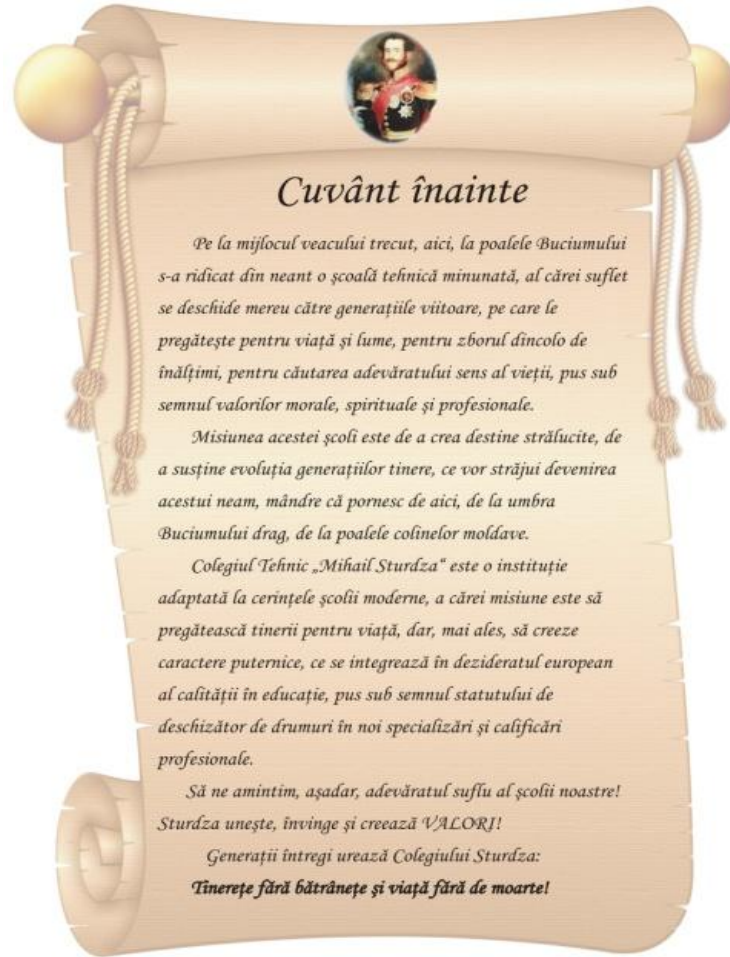 Cuvânt înainte
Pe la mijlocul veacului trecut, aici, la poalele Buciumului
s-a ridicat din neant o școală tehnică minunată, al cărei suflet
se deschide mereu către generațiile viitoare, pe care le
pregătește pentru viață și lume, pentru zborul dincolo de
înălțimi, pentru căutarea adevăratului sens al vieții, pus sub
semnul valorilor morale, spirituale și profesionale.
Misiunea acestei școli este de a crea destine strălucite, de
a susține evoluția generațiilor tinere, ce vor străjui devenirea
acestui neam, mândre că pornesc de aici, de la umbra
Buciumului drag, de la poalele colinelor moldave.
Colegiul Tehnic „Mihail Sturdza“ este o instituție
adaptată la cerințele școlii moderne, a cărei misiune este să
pregătească tinerii pentru viață, dar, mai ales, să creeze
caractere puternice, ce se integrează în dezideratul european
al calității în educație, pus sub semnul statutului de
deschizător de drumuri în noi specializări și calificări
profesionale.
Să ne amintim, așadar, adevăratul suflu al școlii noastre!
Sturdza unește, învinge și creează VALORI!
Generații întregi urează Colegiului Sturdza:
Tinerețe fără bătrânețe și viață fără de moarte!